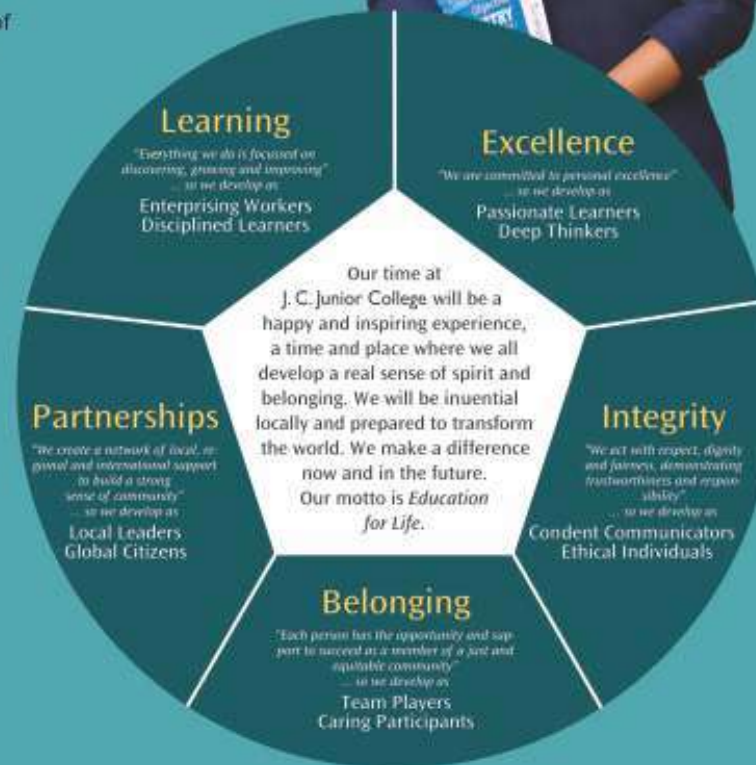 of
Objective
Learning
"Everything we do is focussed on
discovering, growing and improving"
... so we develop as
Enterprising Workers
Disciplined Learners
Excellence
"We are committed to personal excellence"
... so we develop as
Passionate Learners
Deep Thinkers
Our time at
J. C. Junior College will be a
happy and inspiring experience,
a time and place where we all
develop a real sense of spirit and
belonging. We will be inuential
locally and prepared to transform
the world. We make a difference
now and in the future.
Our motto is Education
for Life.
Partnerships
"We create a network of local, re-
gional and international support
to build a strong
sense of community"
... so we develop as
Local Leaders
Global Citizens
Integrity
"We act with respect, dignity
and fairness, demonstrating
trustworthiness and respon
sibility"
... so we develop as
Condent Communicators
Ethical Individuals
Belonging
"Each person has the opportunity and sup-
port to succeed as a member of a just and
equitable community"
... so we develop as
Team Players
Caring Participants